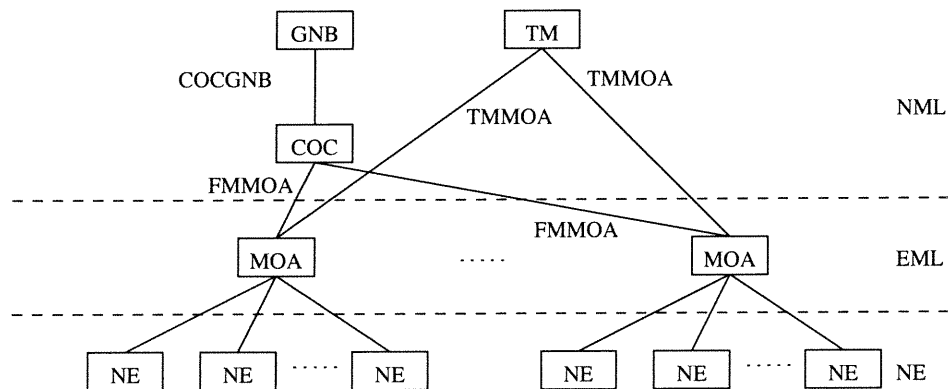 GNB
TM
COCGNB
TMMOA
TMMOA
NML
COC
FMMOA
FMMOA
MOA
.....
MOA
EML
NE
NE
.....
NE
NE
NE
.....
NE
NE